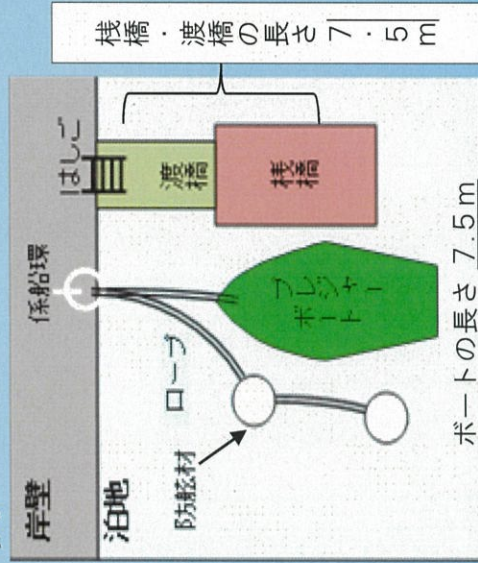 岸壁
係船環
はしご
泊地
渡橋
桟橋
ロープ
防舷材
プレジャー
ボート
ボートの長さ 7.5m
桟橋・渡橋の長さ 7.5m